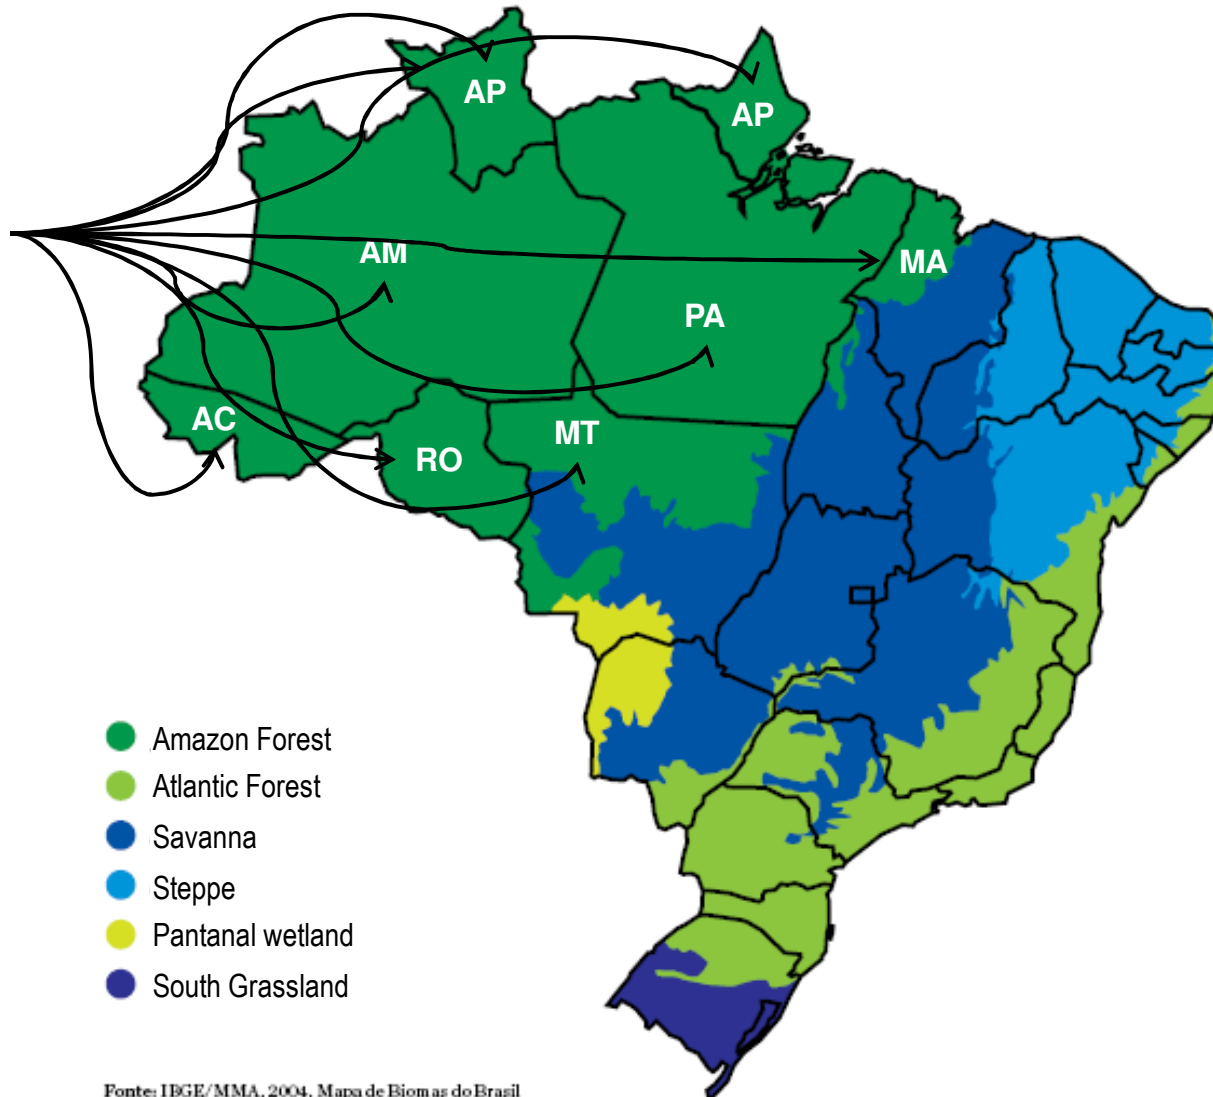 AP
AP
AM
MA
PA
AC
MT
RO
Amazon Forest
Atlantic Forest
Savanna
Steppe
Pantanal wetland
South Grassland
Fonte: IBGE/MMA, 2004, Mapa de Biomas do Brasil